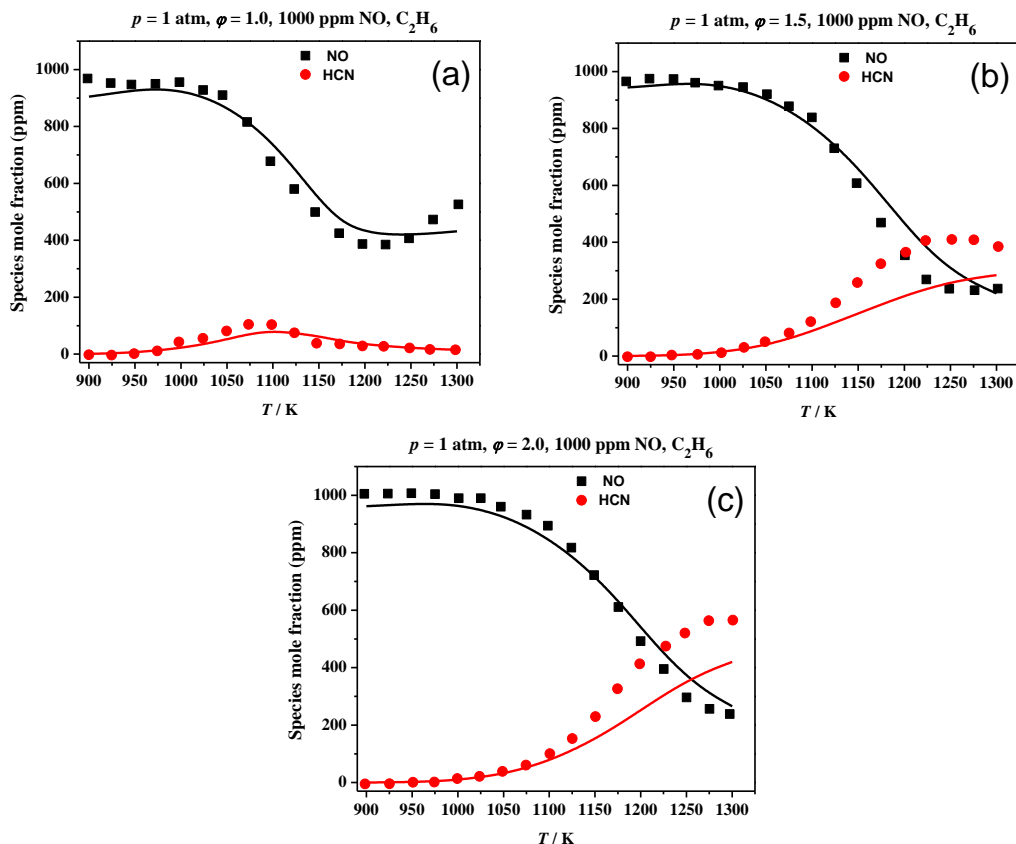 p = 1 atm, φ = 1.0, 1000 ppm NO, C₂H₆
(a)
NO
HCN
Species mole fraction (ppm)
1000
800
600
400
200
0
900 950 1000 1050 1100 1150 1200 1250 1300
T / K
p = 1 atm, φ = 1.5, 1000 ppm NO, C₂H₆
(b)
NO
HCN
Species mole fraction (ppm)
1000
800
600
400
200
0
900 950 1000 1050 1100 1150 1200 1250 1300
T / K
p = 1 atm, φ = 2.0, 1000 ppm NO, C₂H₆
(c)
NO
HCN
Species mole fraction (ppm)
1000
800
600
400
200
0
900 950 1000 1050 1100 1150 1200 1250 1300
T / K